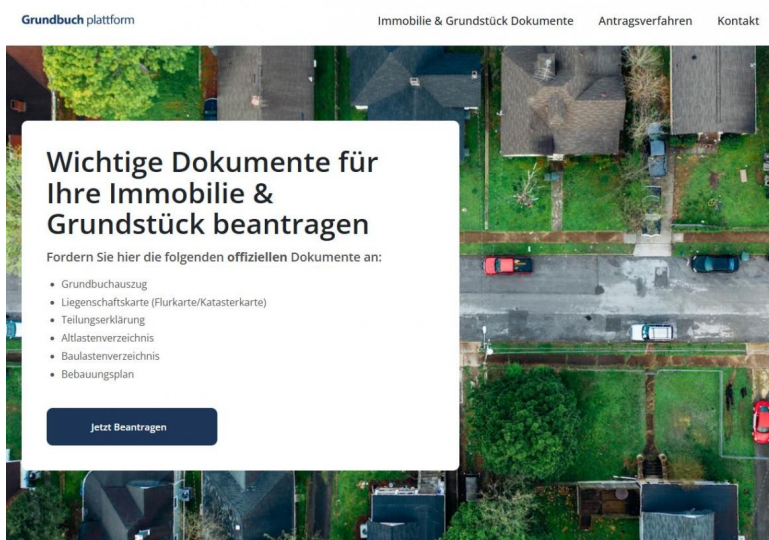 Grundbuch plattform
Immobilie & Grundstück Dokumente Antragsverfahren Kontakt
Wichtige Dokumente für
Ihre Immobilie &
Grundstück beantragen
Fordern Sie hier die folgenden offiziellen Dokumente an:
• Grundbuchauszug
• Liegenschaftskarte (Flurkarte/Katasterkarte)
• Teilungserklärung
• Altlastenverzeichnis
• Baulastenverzeichnis
• Bebauungsplan
Jetzt Beantragen